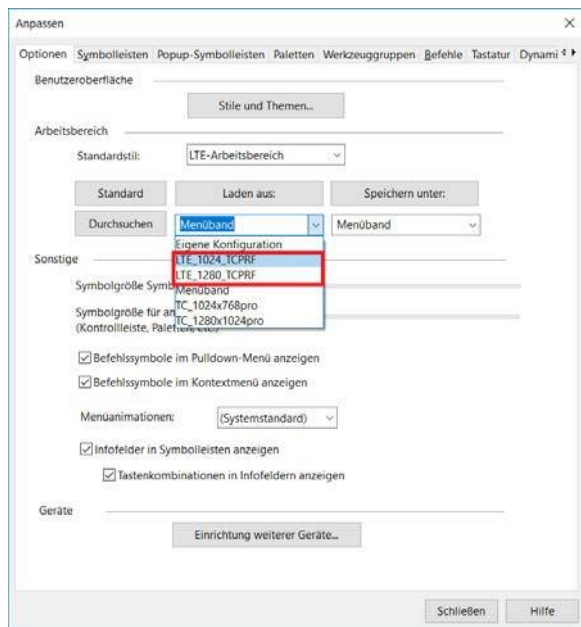 Anpassen
Optionen Symbolleisten Popup-Symbolleisten Paletten Werkzeuggruppen Befehle Tastatur Dynami
Benutzeroberfläche
Stile und Themen...
Arbeitsbereich
Standardstil: LTE-Arbeitsbereich
Standard Laden aus: Speichern unter:
Durchsuchen Menüband Menüband
Eigene Konfiguration
Sonstige LTE_1024_TCPRF
LTE_1280_TCPRF
Symbolgröße Symb Menüband
TC_1024x768pro
Symbolgröße für an TC_1280x1024pro
(Kontrollleiste, Paletten, etc.)
Befehlssymbole im Pulldown-Menü anzeigen
Befehlssymbole im Kontextmenü anzeigen
Menüanimationen: (Systemstandard)
Infofelder in Symbolleisten anzeigen
Tastenkombinationen in Infofeldern anzeigen
Geräte
Einrichtung weiterer Geräte...
Schließen Hilfe